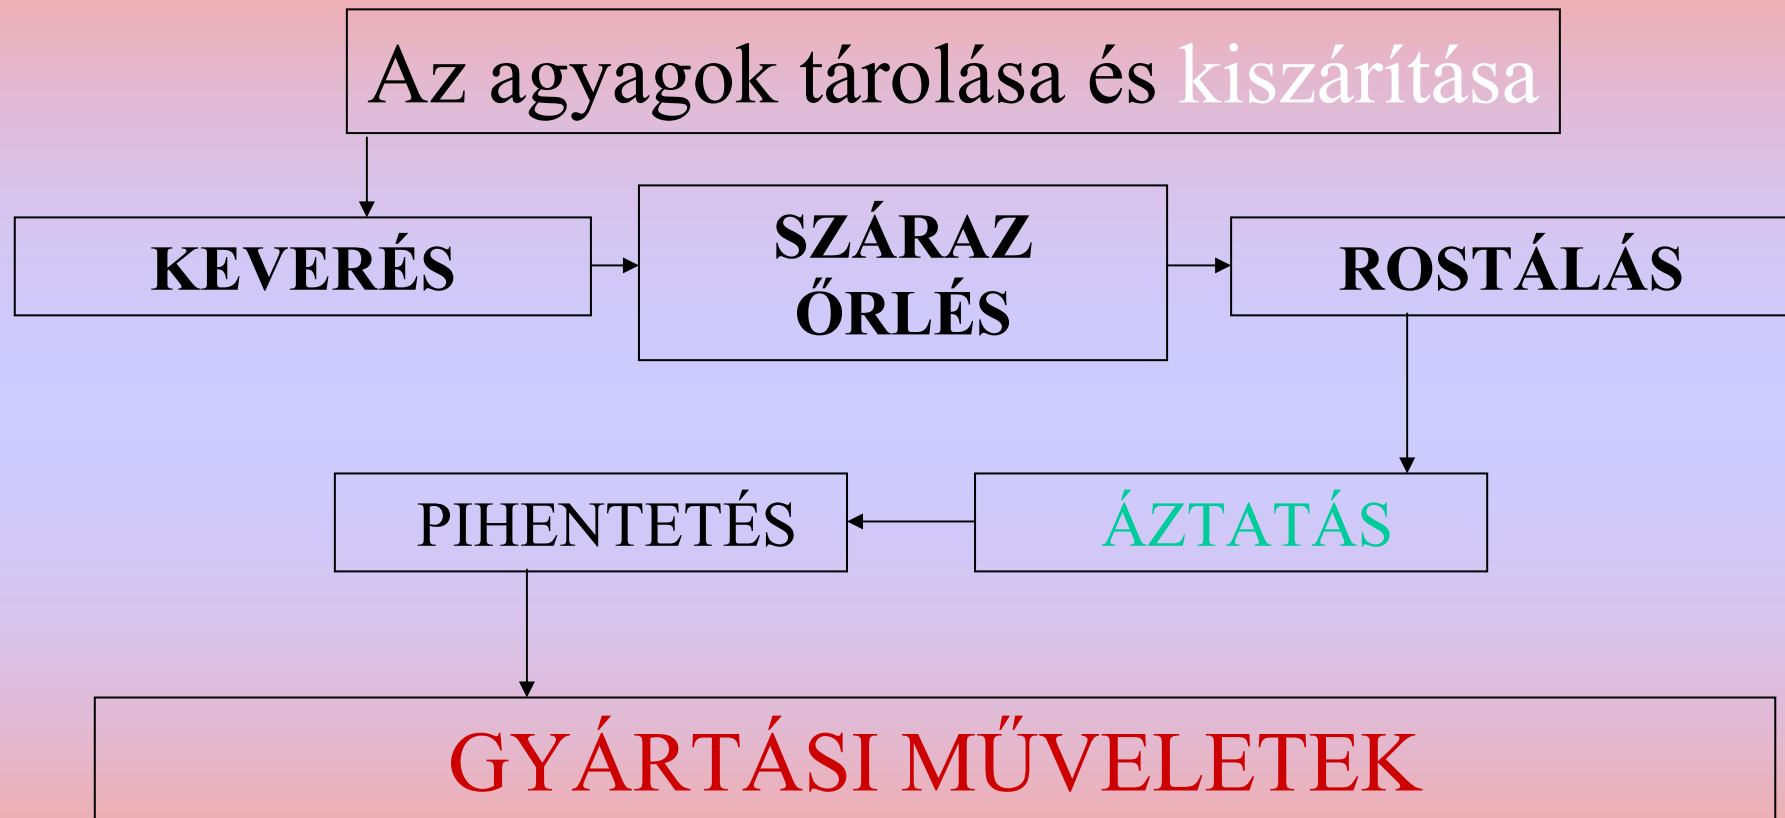 Az agyagok tárolása és kiszárítása
KEVERÉS
SZÁRAZ
ŐRLÉS
ROSTÁLÁS
ÁZTATÁS
PIHENTETÉS
GYÁRTÁSI MŰVELETEK